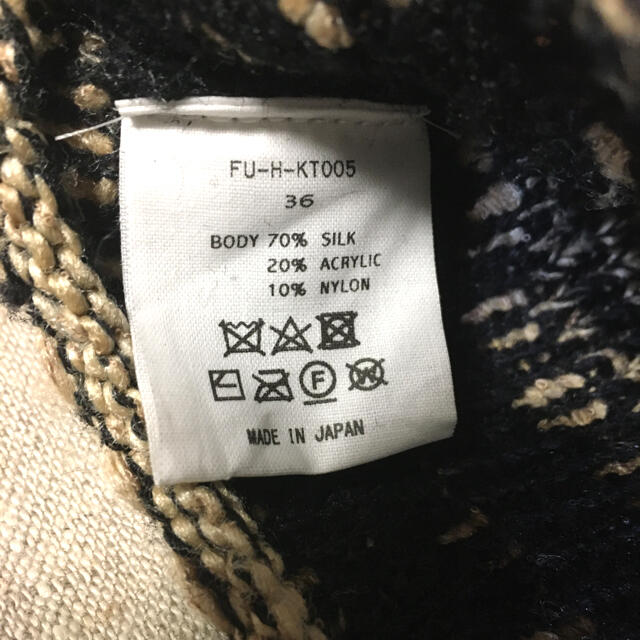 FU-H-KT005
36
BODY 70% SILK
20% ACRYLIC
10% NYLON
F
W
MADE IN JAPAN